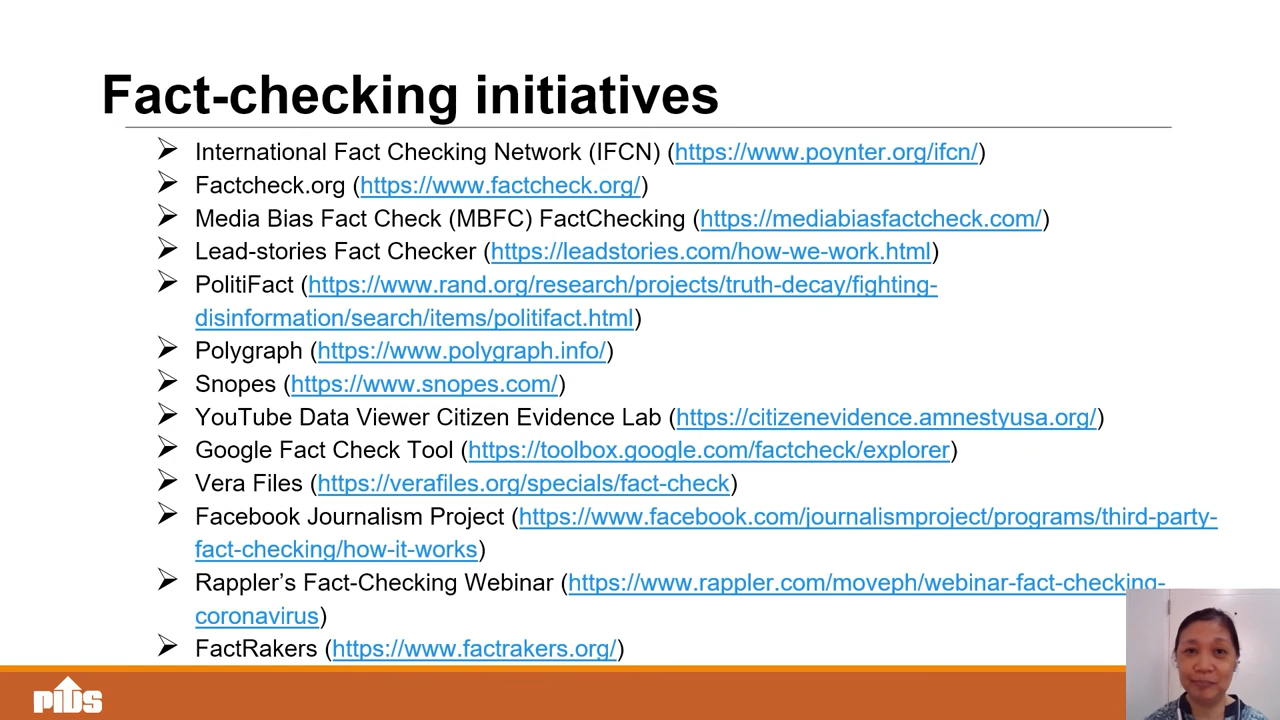 Fact-checking initiatives
International Fact Checking Network (IFCN) (https://www.poynter.org/ifcn/)
Factcheck.org (https://www.factcheck.org/)
Media Bias Fact Check (MBFC) FactChecking (https://mediabiasfactcheck.com/)
Lead-stories Fact Checker (https://leadstories.com/how-we-work.html)
PolitiFact (https://www.rand.org/research/projects/truth-decay/fighting-
disinformation/search/items/politifact.html)
Polygraph (https://www.polygraph.info/)
Snopes (https://www.snopes.com/)
YouTube Data Viewer Citizen Evidence Lab (https://citizenevidence.amnestyusa.org/)
Google Fact Check Tool (https://toolbox.google.com/factcheck/explorer)
Vera Files (https://verafiles.org/specials/fact-check)
Facebook Journalism Project (https://www.facebook.com/journalismproject/programs/third-party-
fact-checking/how-it-works)
Rappler’s Fact-Checking Webinar (https://www.rappler.com/moveph/webinar-fact-checking-
coronavirus)
FactRakers (https://www.factrakers.org/)
PIDS